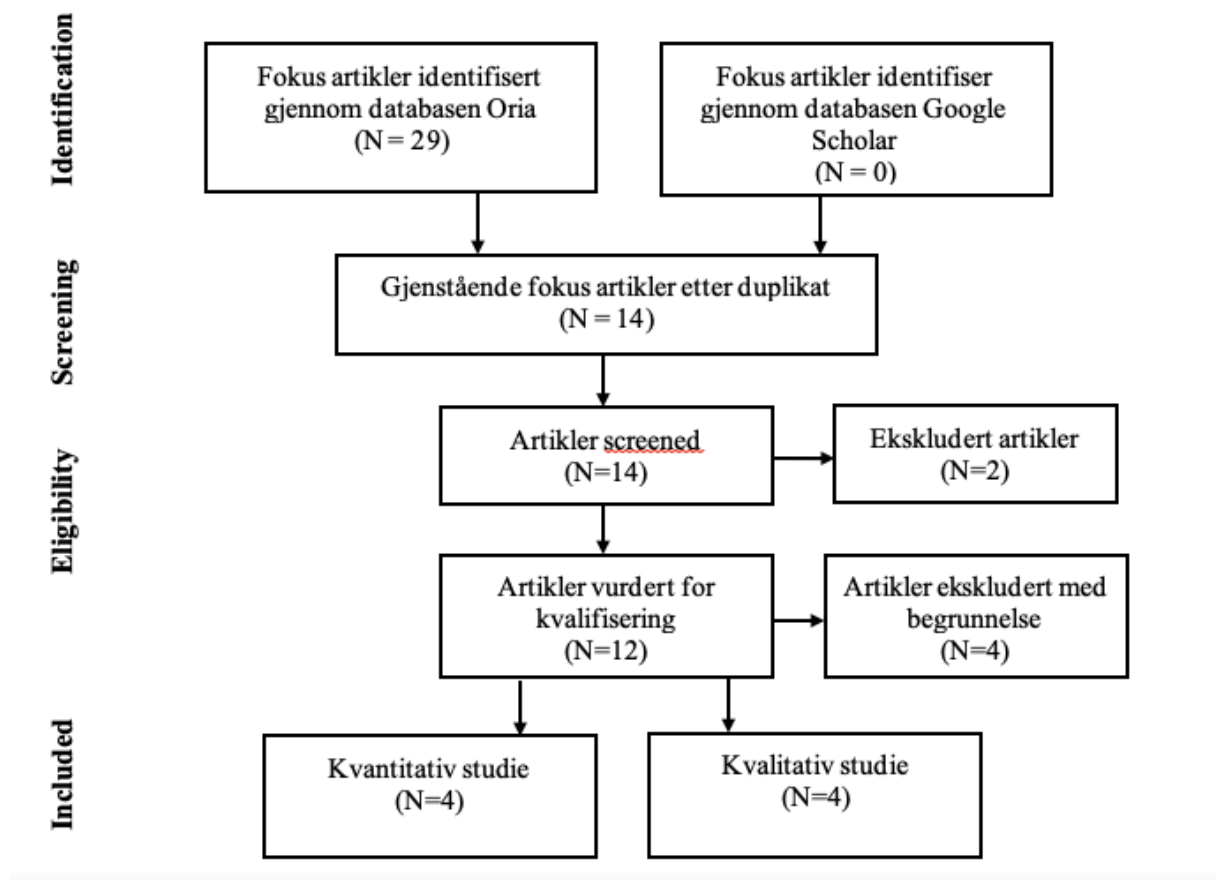 Identification
Fokus artikler identifisert
gjennom databasen Oria
(N = 29)
Fokus artikler identifiser
gjennom databasen Google
Scholar
(N = 0)
Screening
Gjenstående fokus artikler etter duplikat
(N = 14)
Eligibility
Artikler screened
(N=14)
Ekskludert artikler
(N=2)
Artikler vurdert for
kvalifisering
(N=12)
Artikler ekskludert med
begrunnelse
(N=4)
Included
Kvantitativ studie
(N=4)
Kvalitativ studie
(N=4)